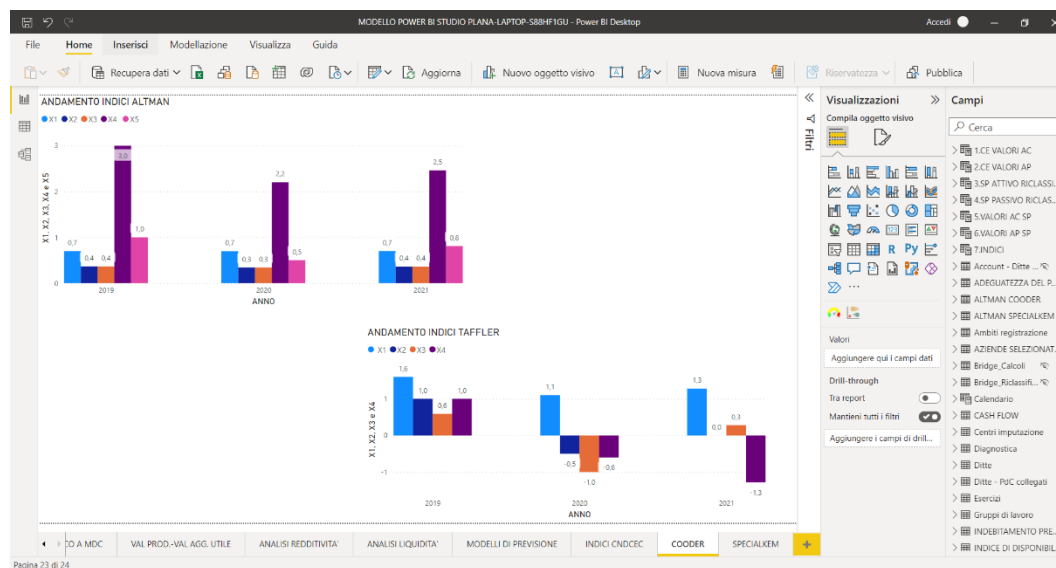 MODELLO POWER BI STUDIO PLANA-LAPTOP-S88HF1GU - Power BI Desktop
Accedi
File Home Inserisci Modellazione Visualizza Guida
Recupera dati Aggiorna Nuovo oggetto visivo Nuova misura Riservatezza Pubblica
ANDAMENTO INDICI ALTMAN
X1 X2 X3 X4 X5
X1, X2, X3, X4 e X5
3
2
1
0
0,7 0,4 0,4 3,0 1,0
0,7 0,3 0,3 2,2 0,5
0,7 0,4 0,4 2,5 0,8
2019 2020 2021
ANNO
ANDAMENTO INDICI TAFFLER
X1 X2 X3 X4
X1, X2, X3 e X4
1
0
-1
1,6 1,0 0,6 1,0
1,1 -0,5 -1,0 -0,6
1,3 0,0 0,3 -1,3
2019 2020 2021
ANNO
Filtri
Visualizzazioni
Compila oggetto visivo
R Py
Valori
Aggiungere qui i campi dati
Drill-through
Tra report
Mantieni tutti i filtri
Aggiungere i campi di drill...
Campi
Cerca
1.CE VALORI AC
2.CE VALORI AP
3.SP ATTIVO RICLASSI...
4.SP PASSIVO RICLAS...
5.VALORI AC SP
6.VALORI AP SP
7.INDICI
Account - Ditte ...
ADEGUATEZZA DEL P...
ALTMAN COODER
ALTMAN SPECIALKEM
Ambiti registrazione
AZIENDE SELEZIONAT...
Bridge_Calcoli
Bridge_Riclassifi...
Calendario
CASH FLOW
Centri imputazione
Diagnostica
Ditte
Ditte - PdC collegati
Esercizi
Gruppi di lavoro
INDEBITAMENTO PRE...
INDICE DI DISPONIBIL...
CO A MDC VAL PROD.-VAL AGG. UTILE ANALISI REDDITIVITA' ANALISI LIQUIDITA' MODELLI DI PREVISIONE INDICI CNDCEC COODER SPECIALKEM +
Pagina 23 di 24